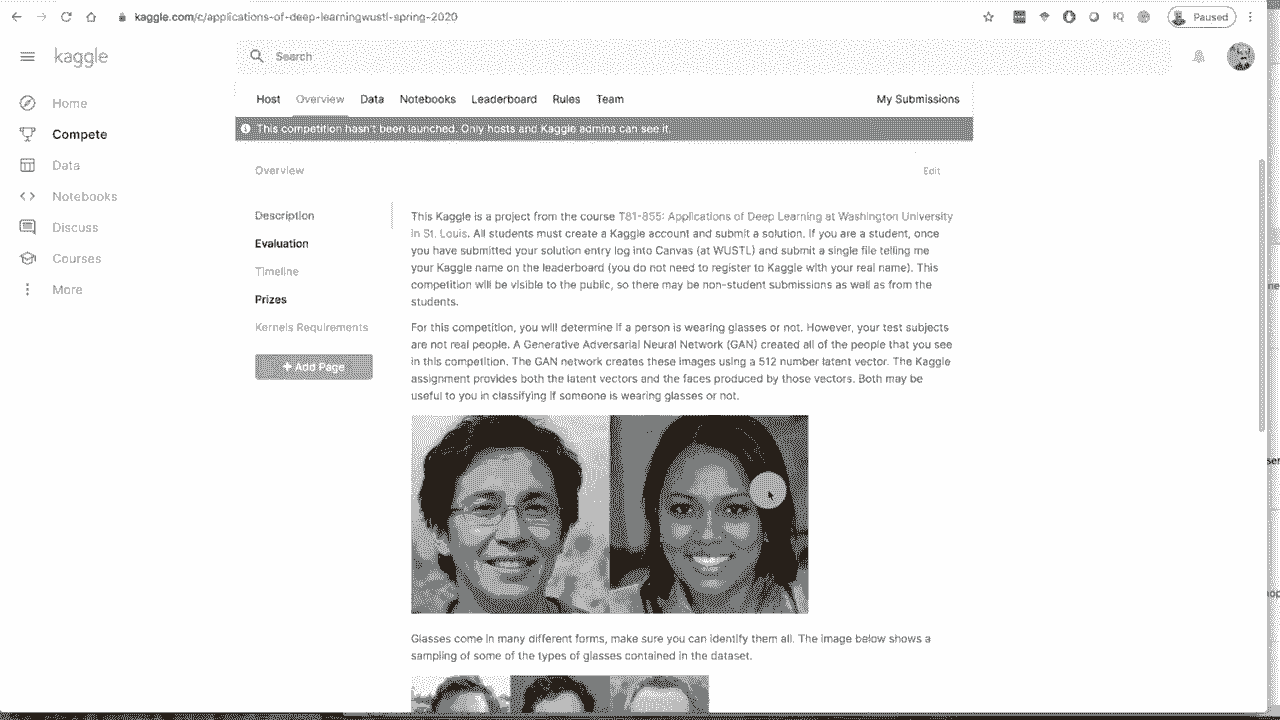 kaggle.com/c/applications-of-deep-learningwustl-spring-2020
Paused
kaggle
Search
Home
Compete
Data
Notebooks
Discuss
Courses
More
Host Overview Data Notebooks Leaderboard Rules Team My Submissions
This competition hasn't been launched. Only hosts and Kaggle admins can see it.
Overview
Edit
Description
Evaluation
Timeline
Prizes
Kernels Requirements
+ Add Page
This Kaggle is a project from the course T81-855: Applications of Deep Learning at Washington University
in St. Louis. All students must create a Kaggle account and submit a solution. If you are a student, once
you have submitted your solution entry log into Canvas (at WUSTL) and submit a single file telling me
your Kaggle name on the leaderboard (you do not need to register to Kaggle with your real name). This
competition will be visible to the public, so there may be non-student submissions as well as from the
students.
For this competition, you will determine if a person is wearing glasses or not. However, your test subjects
are not real people. A Generative Adversarial Neural Network (GAN) created all of the people that you see
in this competition. The GAN network creates these images using a 512 number latent vector. The Kaggle
assignment provides both the latent vectors and the faces produced by those vectors. Both may be
useful to you in classifying if someone is wearing glasses or not.
Glasses come in many different forms, make sure you can identify them all. The image below shows a
sampling of some of the types of glasses contained in the dataset.